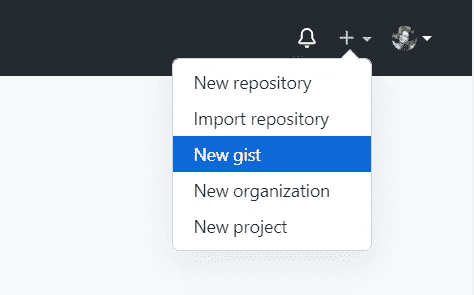 New repository
Import repository
New gist
New organization
New project